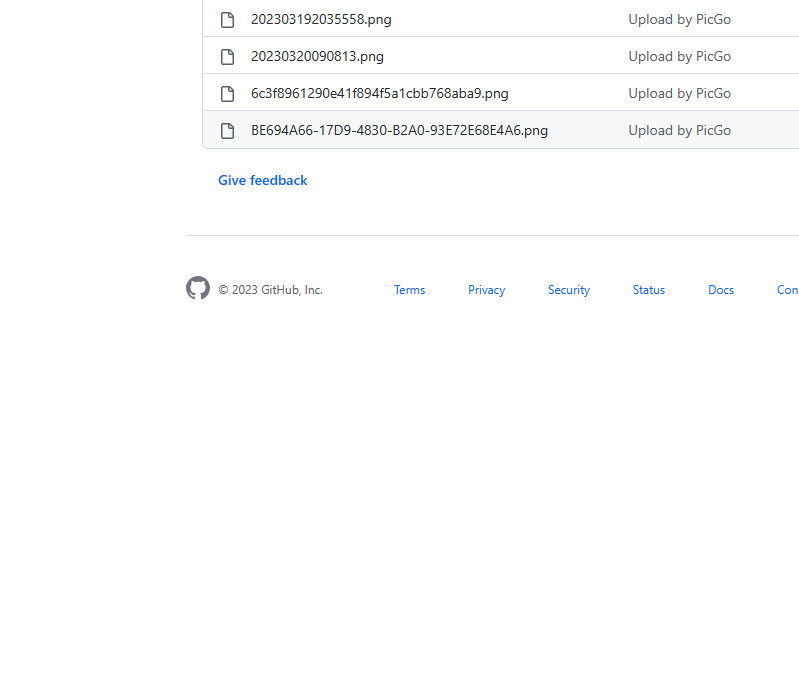 202303192035558.png Upload by PicGo
20230320090813.png Upload by PicGo
6c3f8961290e41f894f5a1cbb768aba9.png Upload by PicGo
BE694A66-17D9-4830-B2A0-93E72E68E4A6.png Upload by PicGo
Give feedback
© 2023 GitHub, Inc. Terms Privacy Security Status Docs Con